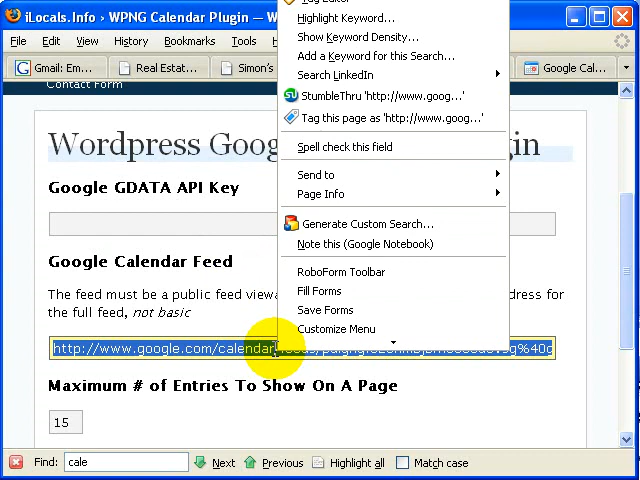 iLocals.Info › WPNG Calendar Plugin — W
File Edit View History Bookmarks Tools
Gmail: Em... Real Estat... Simon's Google Cal...
Contact Form
Wordpress Goog in
Google GDATA API Key
Google Calendar Feed
The feed must be a public feed viewa dress for
the full feed, not basic
http://www.google.com/calendar
Maximum # of Entries To Show On A Page
15
Highlight Keyword...
Show Keyword Density...
Add a Keyword for this Search...
Search LinkedIn
StumbleThru 'http://www.goog...'
Tag this page as 'http://www.goog...'
Spell check this field
Send to
Page Info
Generate Custom Search...
Note this (Google Notebook)
RoboForm Toolbar
Fill Forms
Save Forms
Customize Menu
Find: cale Next Previous Highlight all Match case